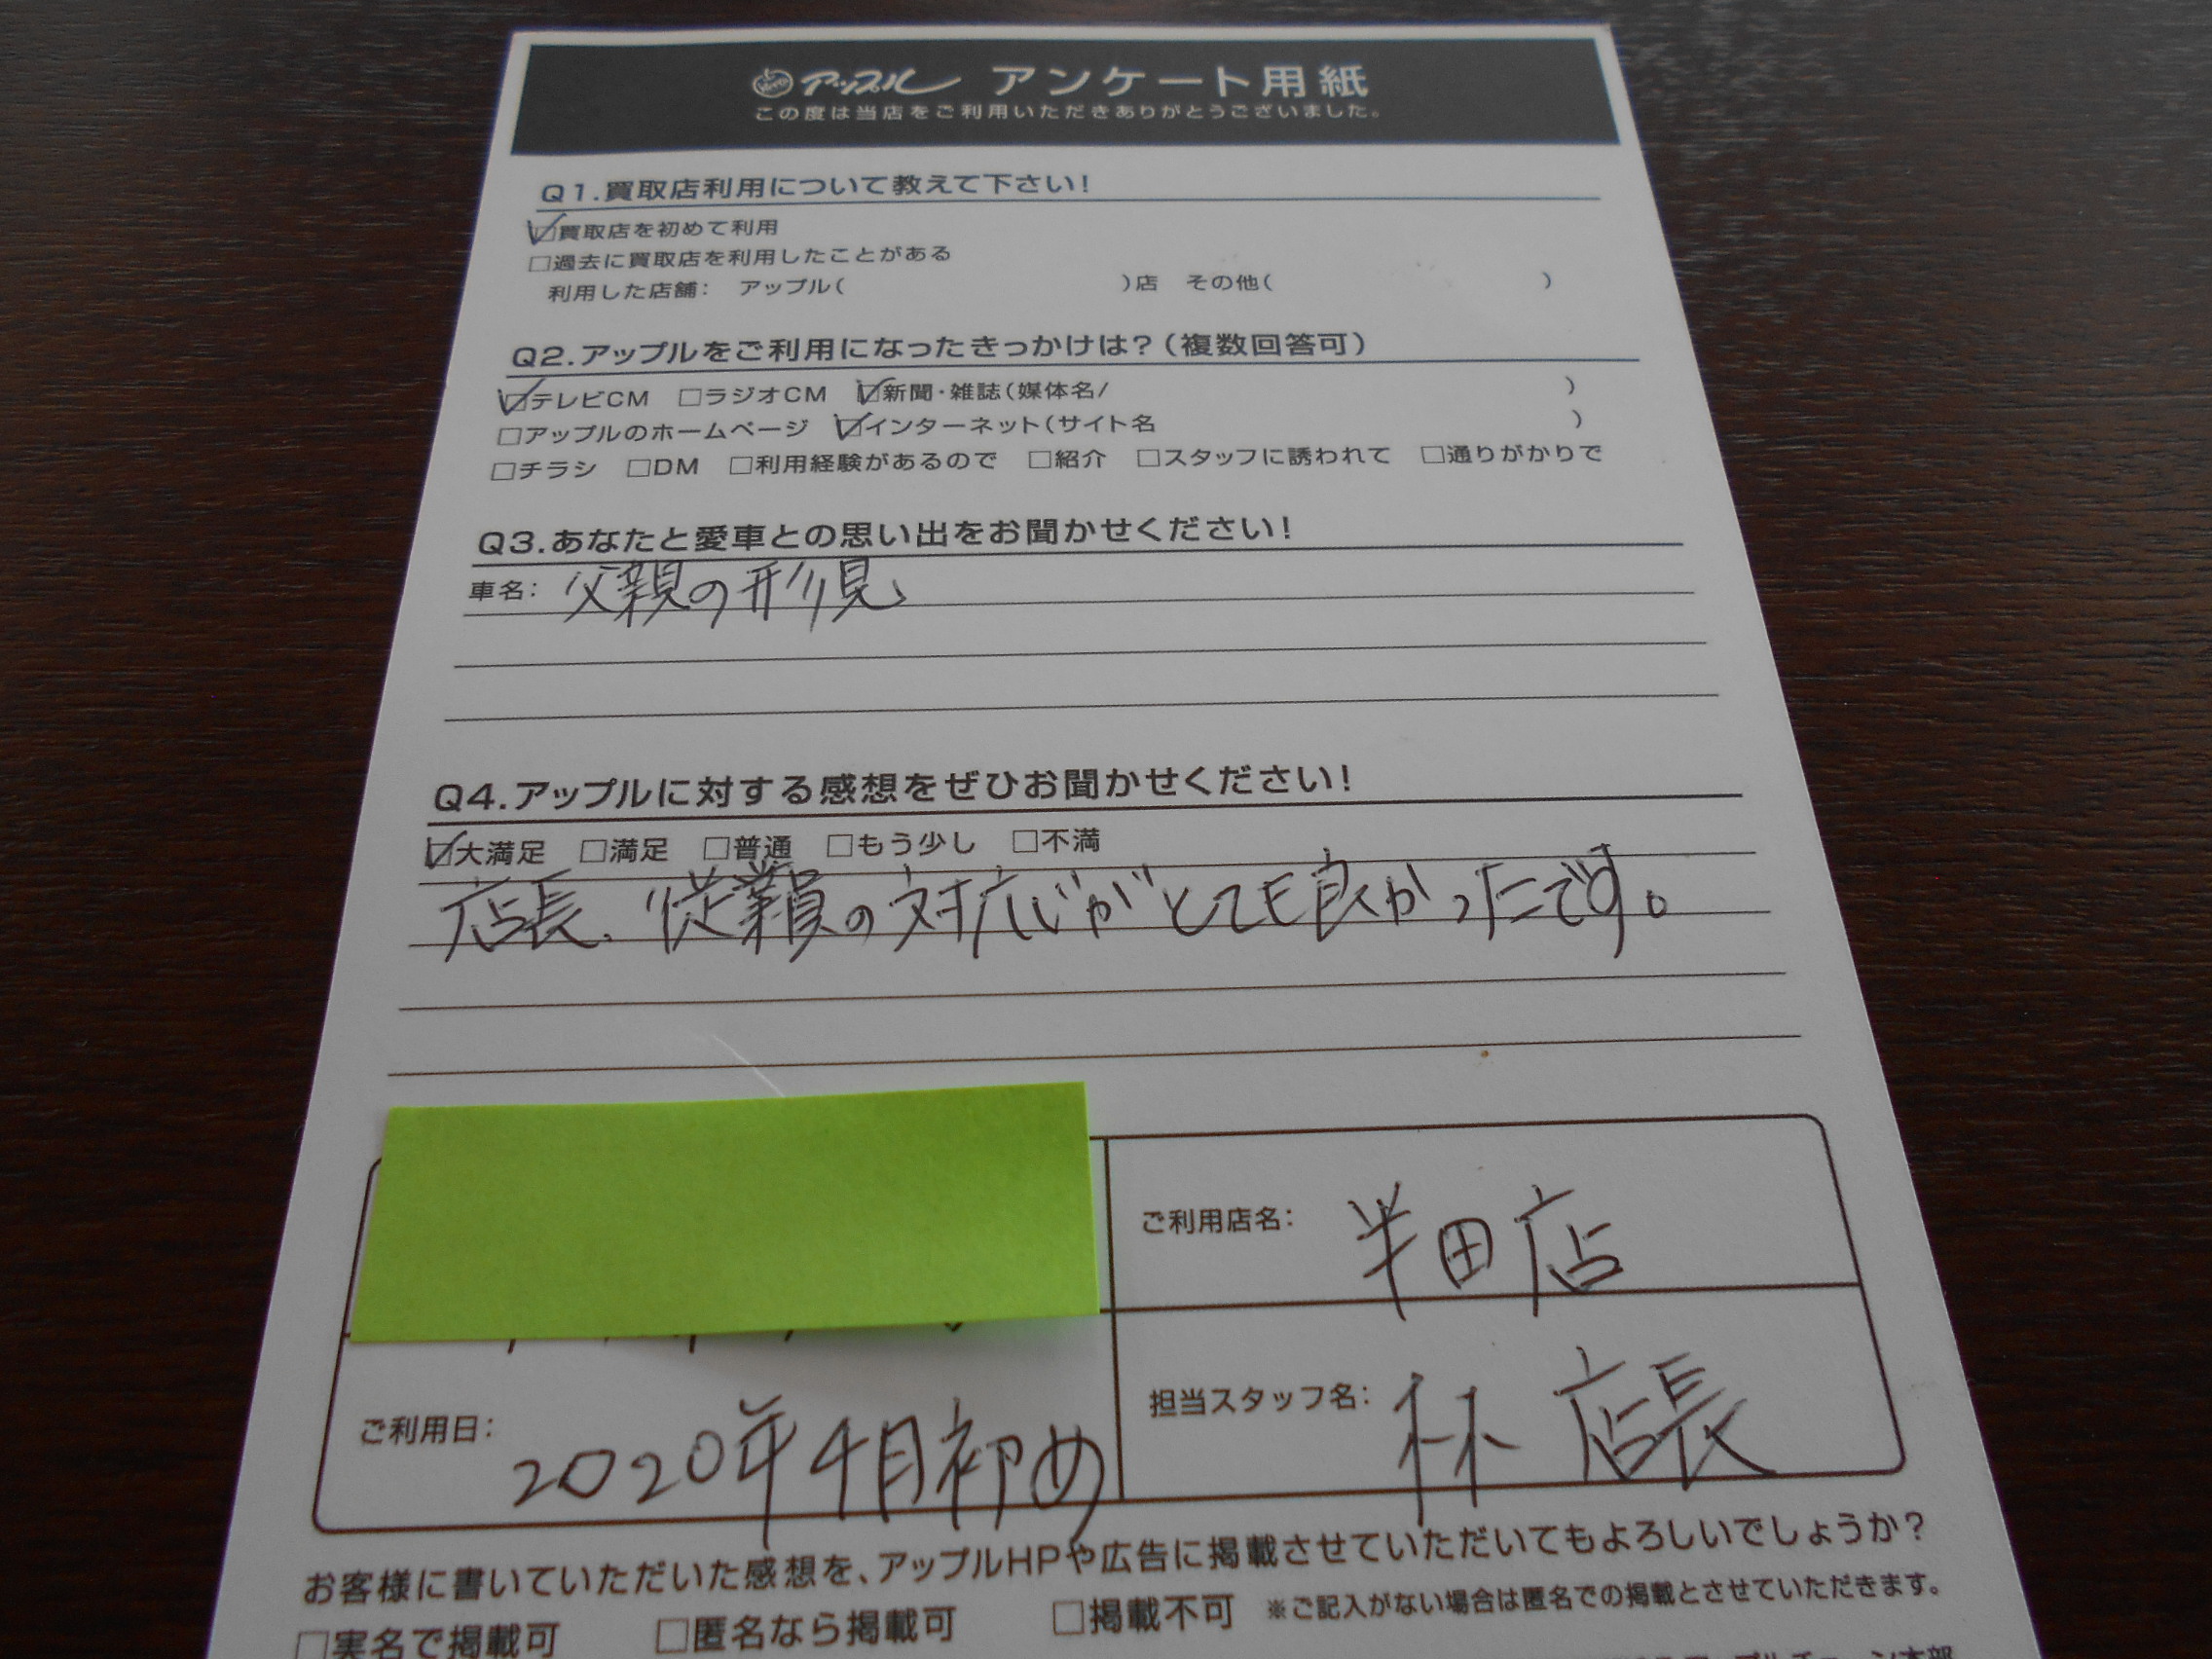 アップル アンケート用紙
この度は当店をご利用いただきありがとうございました。
Q1.買取店利用について教えて下さい!
☑買取店を初めて利用
□過去に買取店を利用したことがある
利用した店舗: アップル( )店 その他( )
Q2.アップルをご利用になったきっかけは?(複数回答可)
☑テレビCM □ラジオCM ☑新聞・雑誌(媒体名/ )
□アップルのホームページ ☑インターネット(サイト名 )
□チラシ □DM □利用経験があるので □紹介 □スタッフに誘われて □通りがかりで
Q3.あなたと愛車との思い出をお聞かせください!
車名: 父親の形見
Q4.アップルに対する感想をぜひお聞かせください!
☑大満足 □満足 □普通 □もう少し □不満
店長、従業員の対応がとても良かったです。
ご利用店名: 半田店
ご利用日: 2020年4月初め
担当スタッフ名: 林 店長
お客様に書いていただいた感想を、アップルHPや広告に掲載させていただいてもよろしいでしょうか?
□実名で掲載可 □匿名なら掲載可 □掲載不可 ※ご記入がない場合は匿名での掲載とさせていただきます。